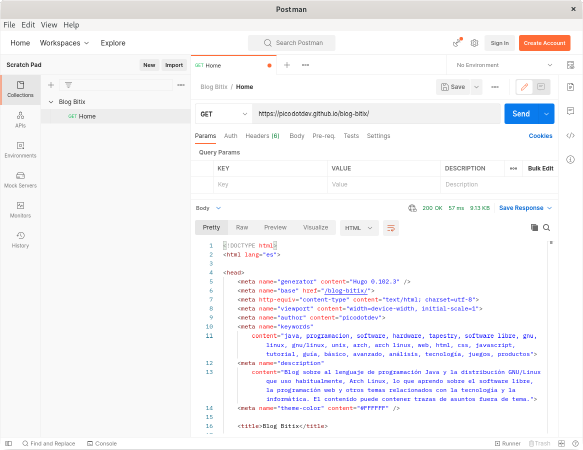 Postman
File Edit View Help
Home Workspaces Explore Search Postman Sign In Create Account
Scratch Pad New Import
GET Home No Environment
Collections
APIs
Environments
Mock Servers
Monitors
History
Blog Bitix
GET Home
Blog Bitix / Home Save
GET https://picodotdev.github.io/blog-bitix/ Send
Params Auth Headers (6) Body Pre-req. Tests Settings Cookies
Query Params
KEY VALUE DESCRIPTION Bulk Edit
Key Value Description
Body 200 OK 57 ms 9.13 KB Save Response
Pretty Raw Preview Visualize HTML
1 <!DOCTYPE html>
2 <html lang="es">
3
4 <head>
5 <meta name="generator" content="Hugo 0.102.3" />
6 <meta name="base" href="/blog-bitix/">
7 <meta http-equiv="content-type" content="text/html; charset=utf-8">
8 <meta name="viewport" content="width=device-width, initial-scale=1">
9 <meta name="author" content="picodotdev">
10 <meta name="keywords"
11 content="java, programacion, software, hardware, tapestry, software libre, gnu,
linux, gnu/linux, unix, arch, arch linux, web, html, css, javascript,
tutorial, guia, básico, avanzado, análisis, tecnología, juegos, productos">
12 <meta name="description"
13 content="Blog sobre el lenguaje de programación Java y la distribución GNU/Linux
que uso habitualmente, Arch Linux, lo que aprendo sobre el software libre,
la programación web y otros temas relacionados con la tecnología y la
informática. El contenido puede contener trazas de asuntos fuera de tema.">
14 <meta name="theme-color" content="#FFFFFF" />
15
16 <title>Blog Bitix</title>
Find and Replace Console Runner Trash